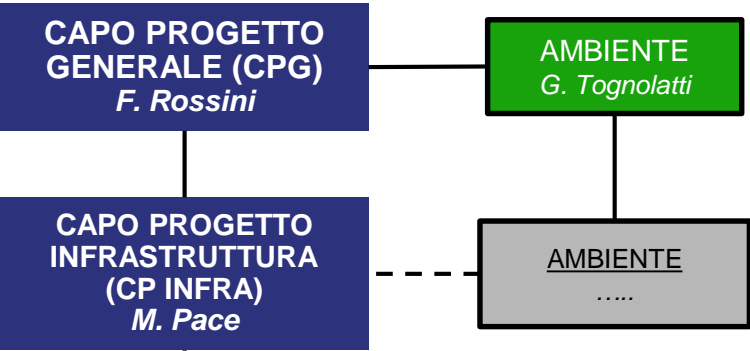 CAPO PROGETTO
GENERALE (CPG)
F. Rossini
AMBIENTE
G. Tognolatti
CAPO PROGETTO
INFRASTRUTTURA
(CP INFRA)
M. Pace
AMBIENTE
…..